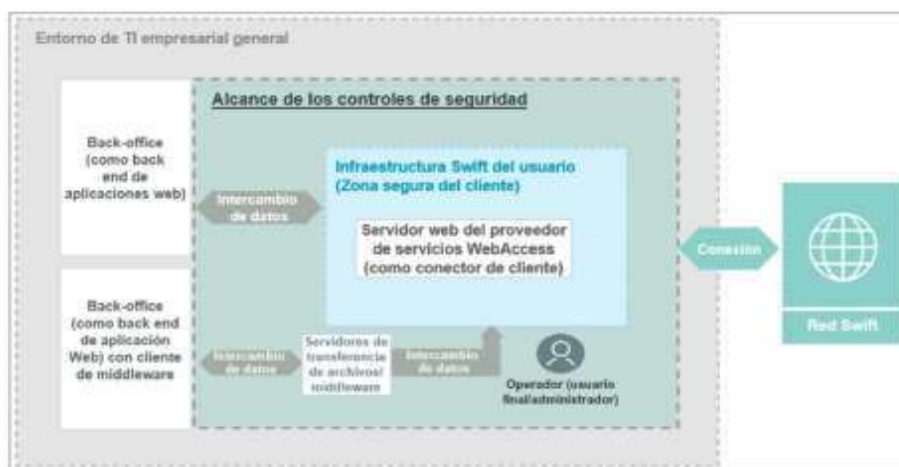 Entorno de TI empresarial general
Alcance de los controles de seguridad
Back-office
(como back
end de
aplicaciones web)
Intercambio
de datos
Infraestructura Swift del usuario
(Zona segura del cliente)
Servidor web del proveedor
de servicios WebAccess
(como conector de cliente)
Conexión
Red Swift
Back-office
(como back end
de aplicación
Web) con cliente
de middleware
Intercambio
de datos
Servidores de
transferencia
de archivos/
middleware
Intercambio
de datos
Operador (usuario
final/administrador)